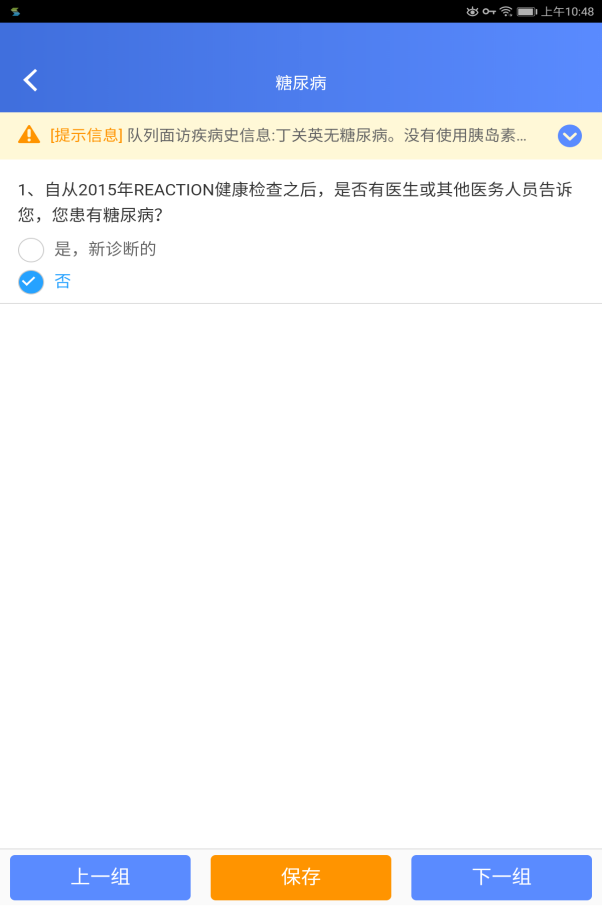 上午10:48
糖尿病
[提示信息] 队列面访疾病史信息:丁关英无糖尿病。没有使用胰岛素...
1、自从2015年REACTION健康检查之后，是否有医生或其他医务人员告诉
您，您患有糖尿病？
是，新诊断的
否
上一组
保存
下一组